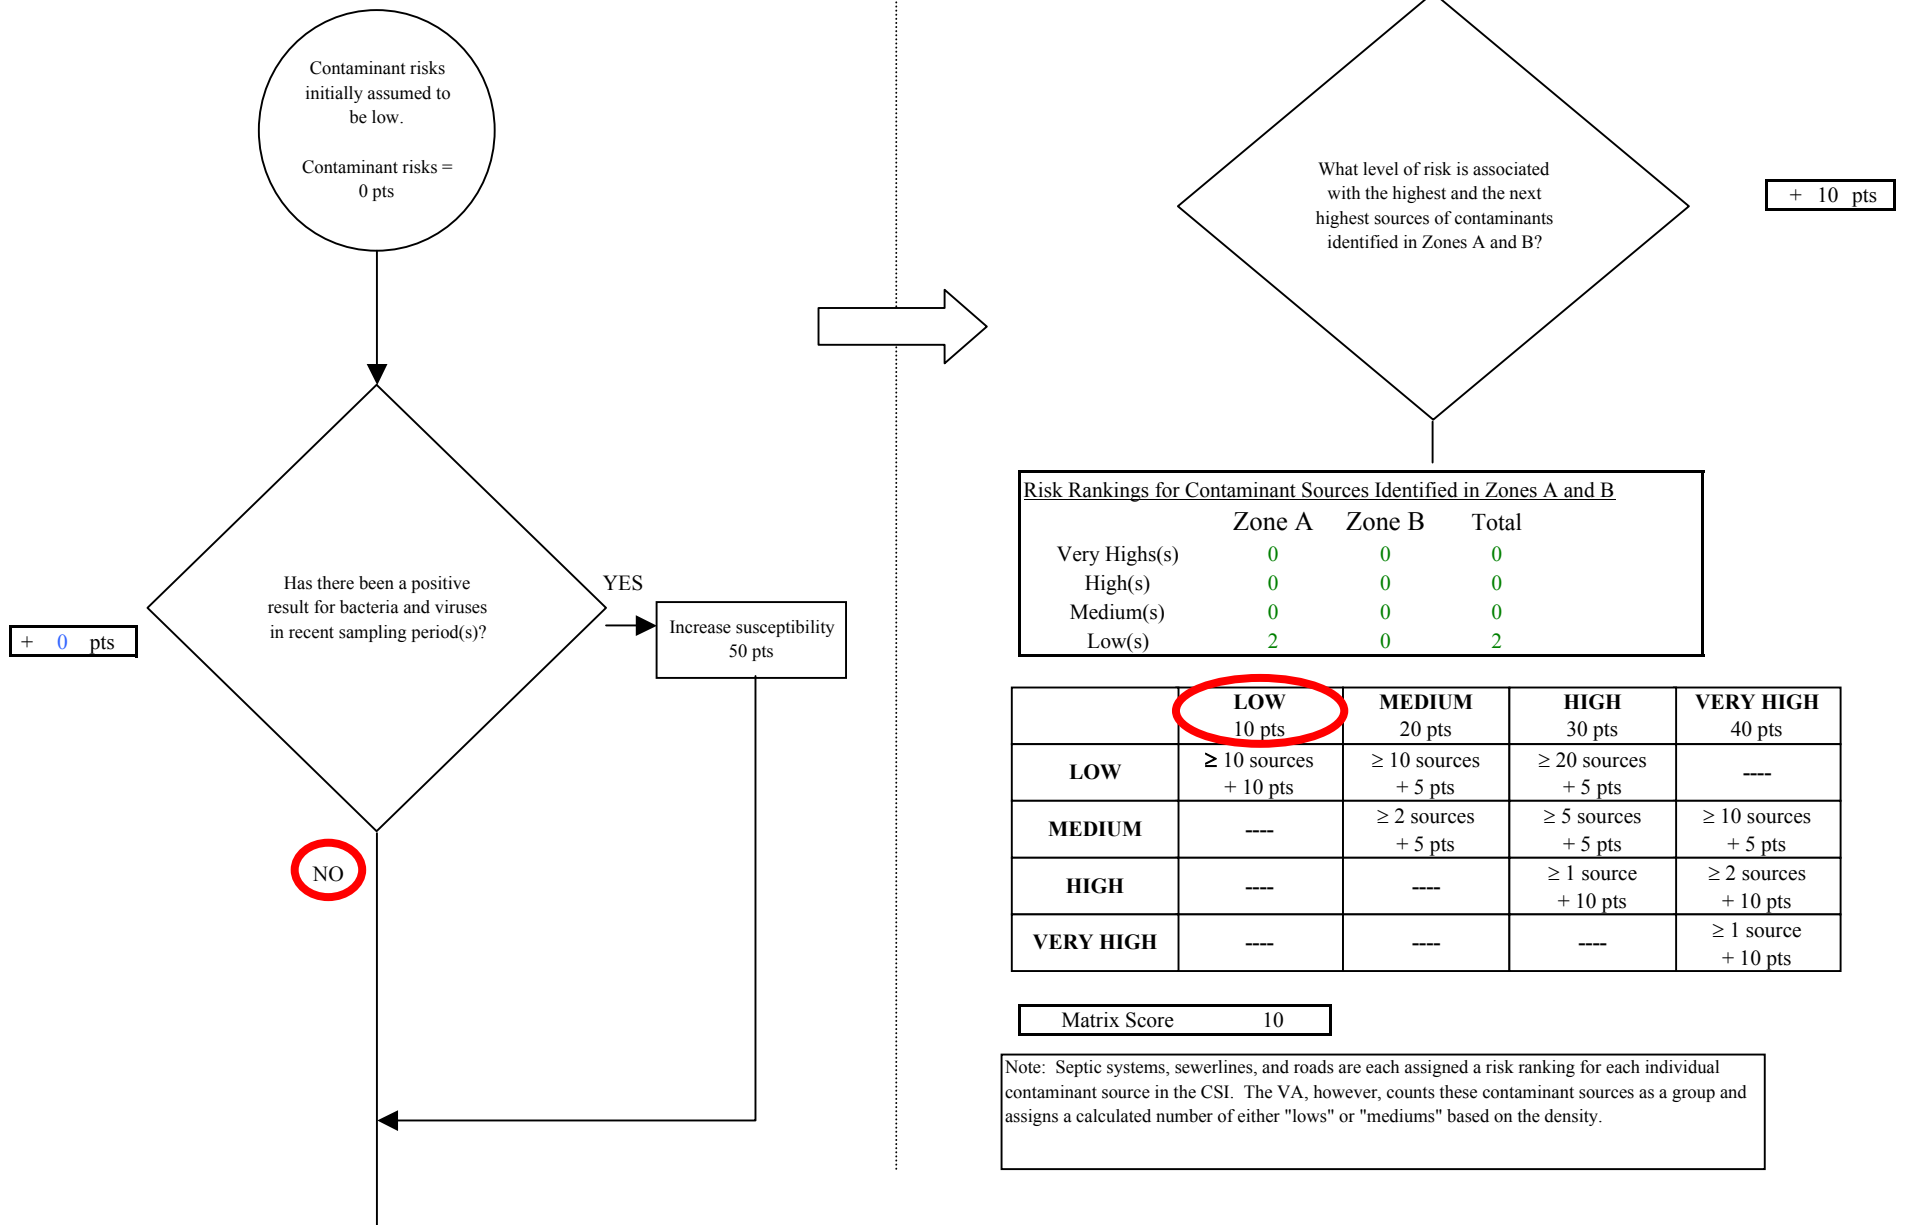 Contaminant risks
initially assumed to
be low.
Contaminant risks =
0 pts
Has there been a positive
result for bacteria and viruses
in recent sampling period(s)?
+ 0 pts
YES
Increase susceptibility
50 pts
NO
What level of risk is associated
with the highest and the next
highest sources of contaminants
identified in Zones A and B?
+ 10 pts
Risk Rankings for Contaminant Sources Identified in Zones A and B
Zone A Zone B Total
Very Highs(s) 0 0 0
High(s) 0 0 0
Medium(s) 0 0 0
Low(s) 2 0 2
LOW MEDIUM HIGH VERY HIGH
10 pts 20 pts 30 pts 40 pts
LOW ≥ 10 sources ≥ 10 sources ≥ 20 sources ----
+ 10 pts + 5 pts + 5 pts
MEDIUM ---- ≥ 2 sources ≥ 5 sources ≥ 10 sources
+ 5 pts + 5 pts + 5 pts
HIGH ---- ---- ≥ 1 source ≥ 2 sources
+ 10 pts + 10 pts
VERY HIGH ---- ---- ---- ≥ 1 source
+ 10 pts
Matrix Score 10
Note: Septic systems, sewerlines, and roads are each assigned a risk ranking for each individual
contaminant source in the CSI. The VA, however, counts these contaminant sources as a group and
assigns a calculated number of either "lows" or "mediums" based on the density.